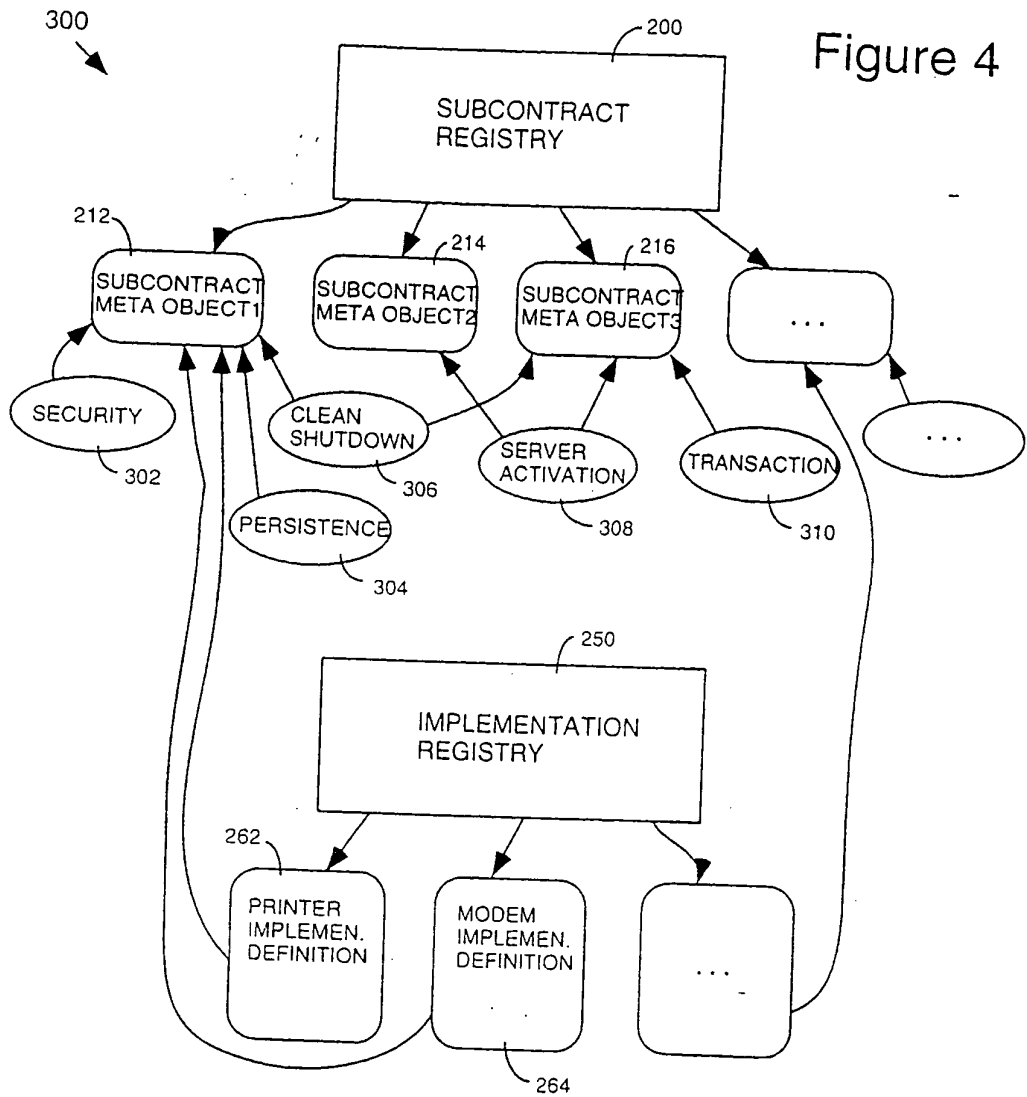 300
200
Figure 4
SUBCONTRACT
REGISTRY
212
214
216
SUBCONTRACT
META OBJECT1
SUBCONTRACT
META OBJECT2
SUBCONTRACT
META OBJECT3
...
SECURITY
302
CLEAN
SHUTDOWN
306
SERVER
ACTIVATION
308
TRANSACTION
310
...
PERSISTENCE
304
250
IMPLEMENTATION
REGISTRY
262
PRINTER
IMPLEMEN.
DEFINITION
MODEM
IMPLEMEN.
DEFINITION
...
264